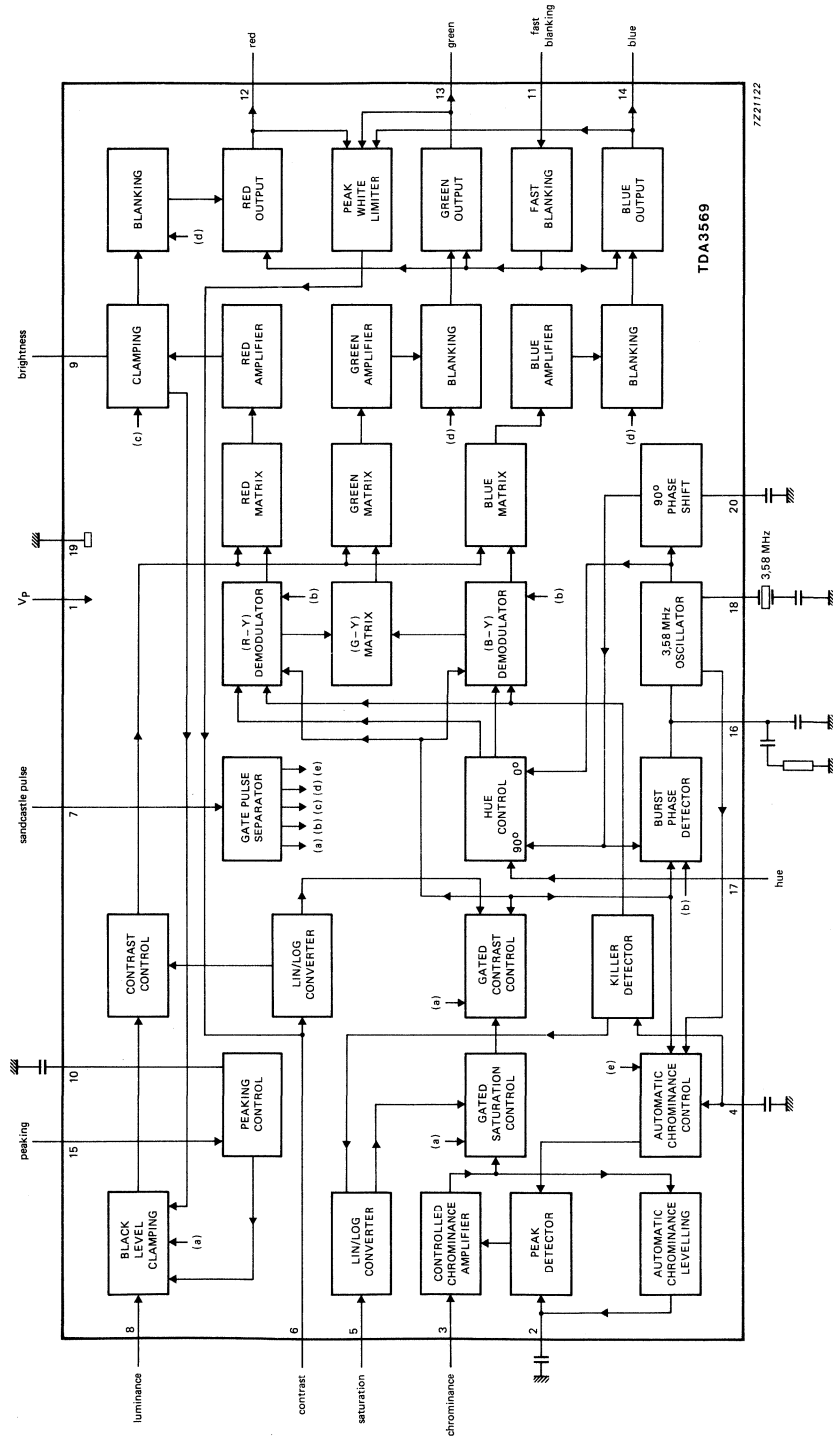 luminance
8
contrast
6
saturation
5
chrominance
3
2
peaking
15
10
sandcastle pulse
7
VP
1
19
brightness
9
BLACK
LEVEL
CLAMPING
(a)
PEAKING
CONTROL
CONTRAST
CONTROL
LIN/LOG
CONVERTER
GATE PULSE
SEPARATOR
(a) (b) (c) (d) (e)
(c)
CLAMPING
BLANKING
(d)
RED
OUTPUT
12
red
RED
MATRIX
RED
AMPLIFIER
PEAK
WHITE
LIMITER
(R–Y)
DEMODULATOR
(b)
(G–Y)
MATRIX
GREEN
MATRIX
GREEN
AMPLIFIER
GREEN
OUTPUT
13
green
(d)
BLANKING
FAST
BLANKING
11
fast
blanking
LIN/LOG
CONVERTER
CONTROLLED
CHROMINANCE
AMPLIFIER
(a)
GATED
SATURATION
CONTROL
(a)
GATED
CONTRAST
CONTROL
HUE
CONTROL
90°
0°
(B–Y)
DEMODULATOR
(b)
BLUE
MATRIX
BLUE
AMPLIFIER
(d)
BLANKING
BLUE
OUTPUT
14
blue
PEAK
DETECTOR
AUTOMATIC
CHROMINANCE
LEVELLING
(e)
AUTOMATIC
CHROMINANCE
CONTROL
KILLER
DETECTOR
(b)
BURST
PHASE
DETECTOR
3,58 MHz
OSCILLATOR
90°
PHASE
SHIFT
TDA3569
4
17
hue
16
18
3,58 MHz
20
7Z21122